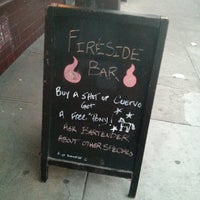 FIRESIDE
BAR
BUY A SHOT OF CUERVO
GET
A FREE "PONY"!
ASK BARTENDER
ABOUT OTHER SPECIALS